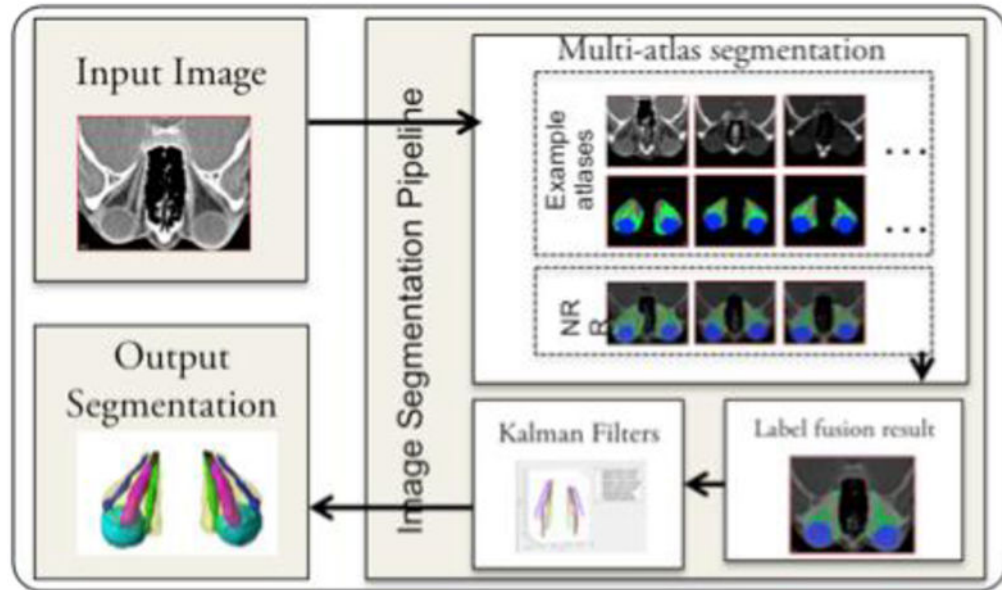 Input Image
Image Segmentation Pipeline
Multi-atlas segmentation
Example
atlases
...
...
NR
R
Label fusion result
Kalman Filters
Output
Segmentation